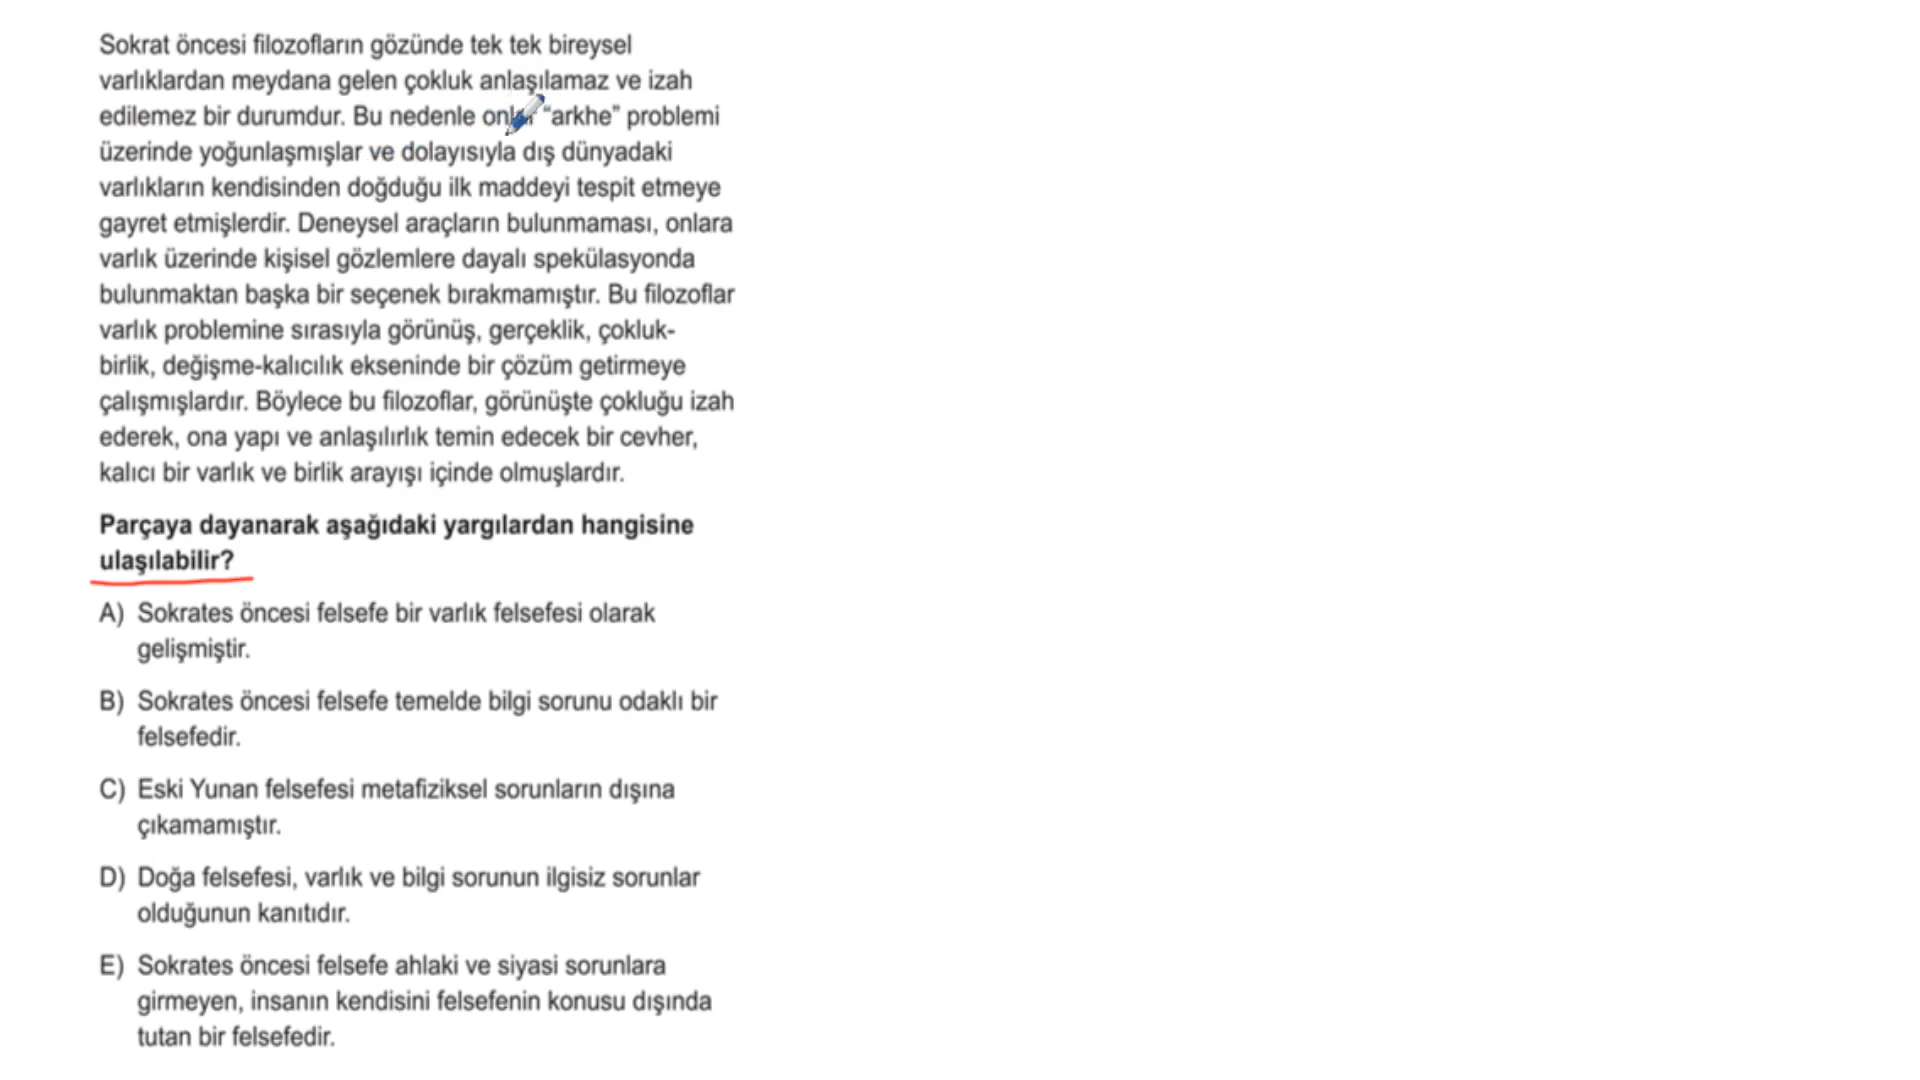 Sokrat öncesi filozofların gözünde tek tek bireysel
varlıklardan meydana gelen çokluk anlaşılamaz ve izah
edilemez bir durumdur. Bu nedenle onlar “arkhe” problemi
üzerinde yoğunlaşmışlar ve dolayısıyla dış dünyadaki
varlıkların kendisinden doğduğu ilk maddeyi tespit etmeye
gayret etmişlerdir. Deneysel araçların bulunmaması, onlara
varlık üzerinde kişisel gözlemlere dayalı spekülasyonda
bulunmaktan başka bir seçenek bırakmamıştır. Bu filozoflar
varlık problemine sırasıyla görünüş, gerçeklik, çokluk-
birlik, değişme-kalıcılık ekseninde bir çözüm getirmeye
çalışmışlardır. Böylece bu filozoflar, görünüşte çokluğu izah
ederek, ona yapı ve anlaşılırlık temin edecek bir cevher,
kalıcı bir varlık ve birlik arayışı içinde olmuşlardır.
Parçaya dayanarak aşağıdaki yargılardan hangisine
ulaşılabilir?
A) Sokrates öncesi felsefe bir varlık felsefesi olarak
gelişmiştir.
B) Sokrates öncesi felsefe temelde bilgi sorunu odaklı bir
felsefedir.
C) Eski Yunan felsefesi metafiziksel sorunların dışına
çıkamamıştır.
D) Doğa felsefesi, varlık ve bilgi sorunun ilgisiz sorunlar
olduğunun kanıtıdır.
E) Sokrates öncesi felsefe ahlaki ve siyasi sorunlara
girmeyen, insanın kendisini felsefenin konusu dışında
tutan bir felsefedir.